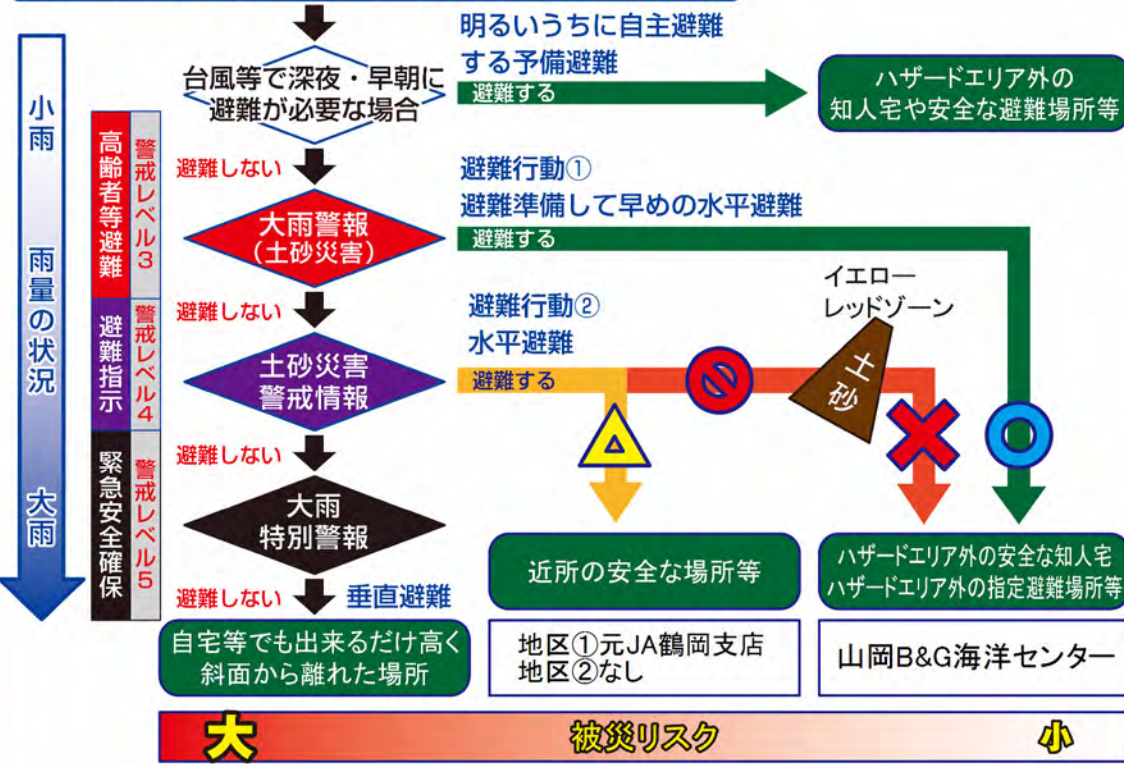 小雨
雨量の状況
大雨
高齢者等避難
警戒レベル3
避難指示
警戒レベル4
緊急安全確保
警戒レベル5
台風等で深夜・早朝に
避難が必要な場合
明るいうちに自主避難
する予備避難
避難する
ハザードエリア外の
知人宅や安全な避難場所等
避難しない
大雨警報
(土砂災害)
避難行動①
避難準備して早めの水平避難
避難する
避難しない
土砂災害
警戒情報
避難行動②
水平避難
避難する
イエロー
レッドゾーン
土砂
避難しない
大雨
特別警報
避難しない
垂直避難
自宅等でも出来るだけ高く
斜面から離れた場所
近所の安全な場所等
地区①元JA鶴岡支店
地区②なし
ハザードエリア外の安全な知人宅
ハザードエリア外の指定避難場所等
山岡B&G海洋センター
大
被災リスク
小